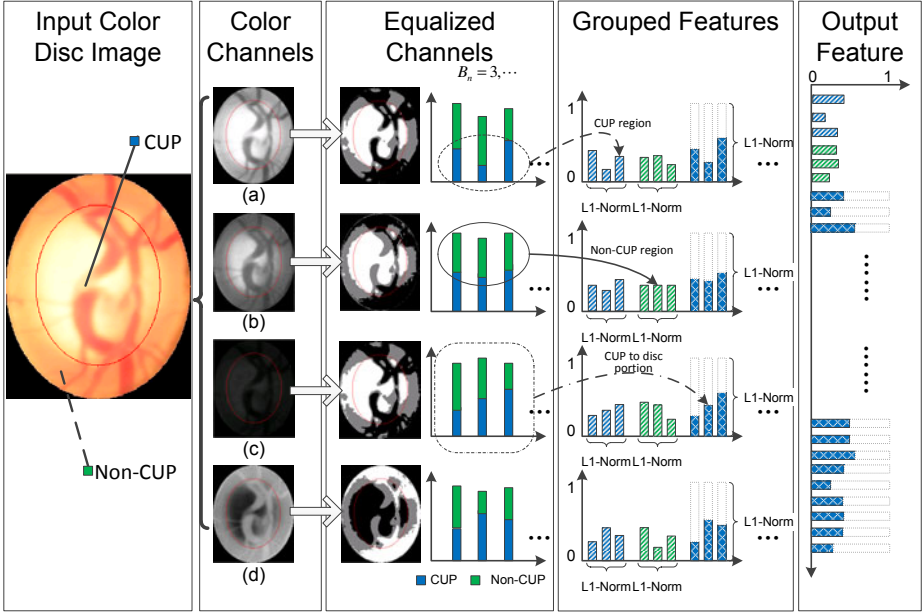 Input Color
Disc Image
Color
Channels
Equalized
Channels
Grouped Features
Output
Feature
CUP
Non-CUP
(a)
(b)
(c)
(d)
Bn = 3,⋯
•••
•••
•••
•••
CUP Non-CUP
1
0
CUP region
L1-Norm L1-Norm
L1-Norm
•••
1
0
Non-CUP region
L1-Norm L1-Norm
L1-Norm
•••
1
0
CUP to disc
portion
L1-Norm L1-Norm
L1-Norm
•••
1
0
L1-Norm L1-Norm
L1-Norm
•••
0 1